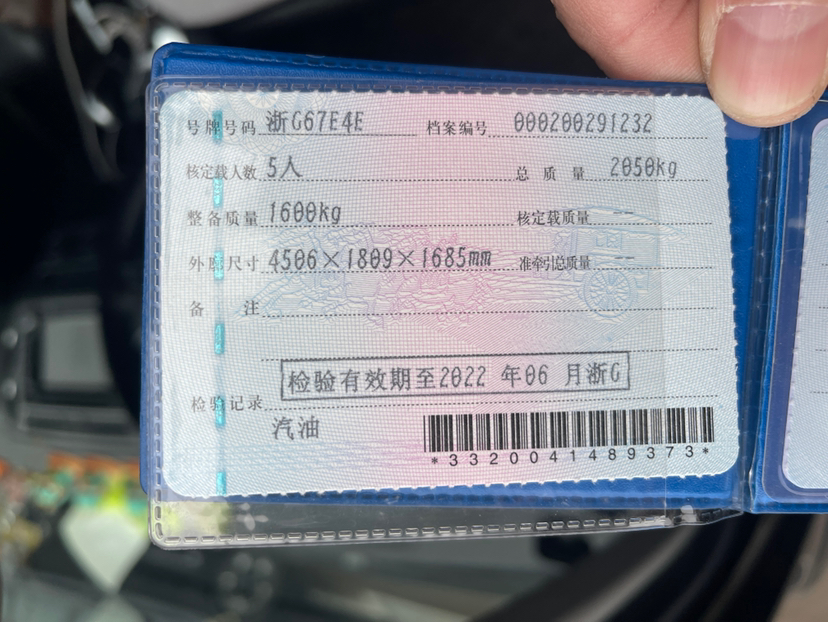 号牌号码 浙G67E4E 档案编号 000200291232
核定载人数 5人 总质量 2050kg
整备质量 1600kg 核定载质量 --
外廓尺寸 4506×1809×1685mm 准牵引总质量 --
备注
检验有效期至2022 年06 月浙G
检验记录
汽油
*3320041489373*